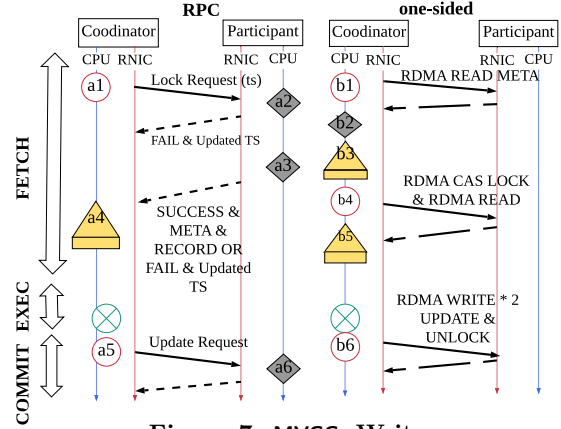 RPC
one-sided
Coodinator
Participant
Coordinator
Participant
CPU RNIC
RNIC CPU
CPU RNIC
RNIC CPU
FETCH
EXEC
COMMIT
a1
Lock Request (ts)
a2
FAIL & Updated TS
a3
a4
SUCCESS &
META &
RECORD OR
FAIL & Updated
TS
a5
Update Request
a6
b1
RDMA READ META
b2
b3
RDMA CAS LOCK
& RDMA READ
b4
b5
RDMA WRITE * 2
UPDATE &
UNLOCK
b6